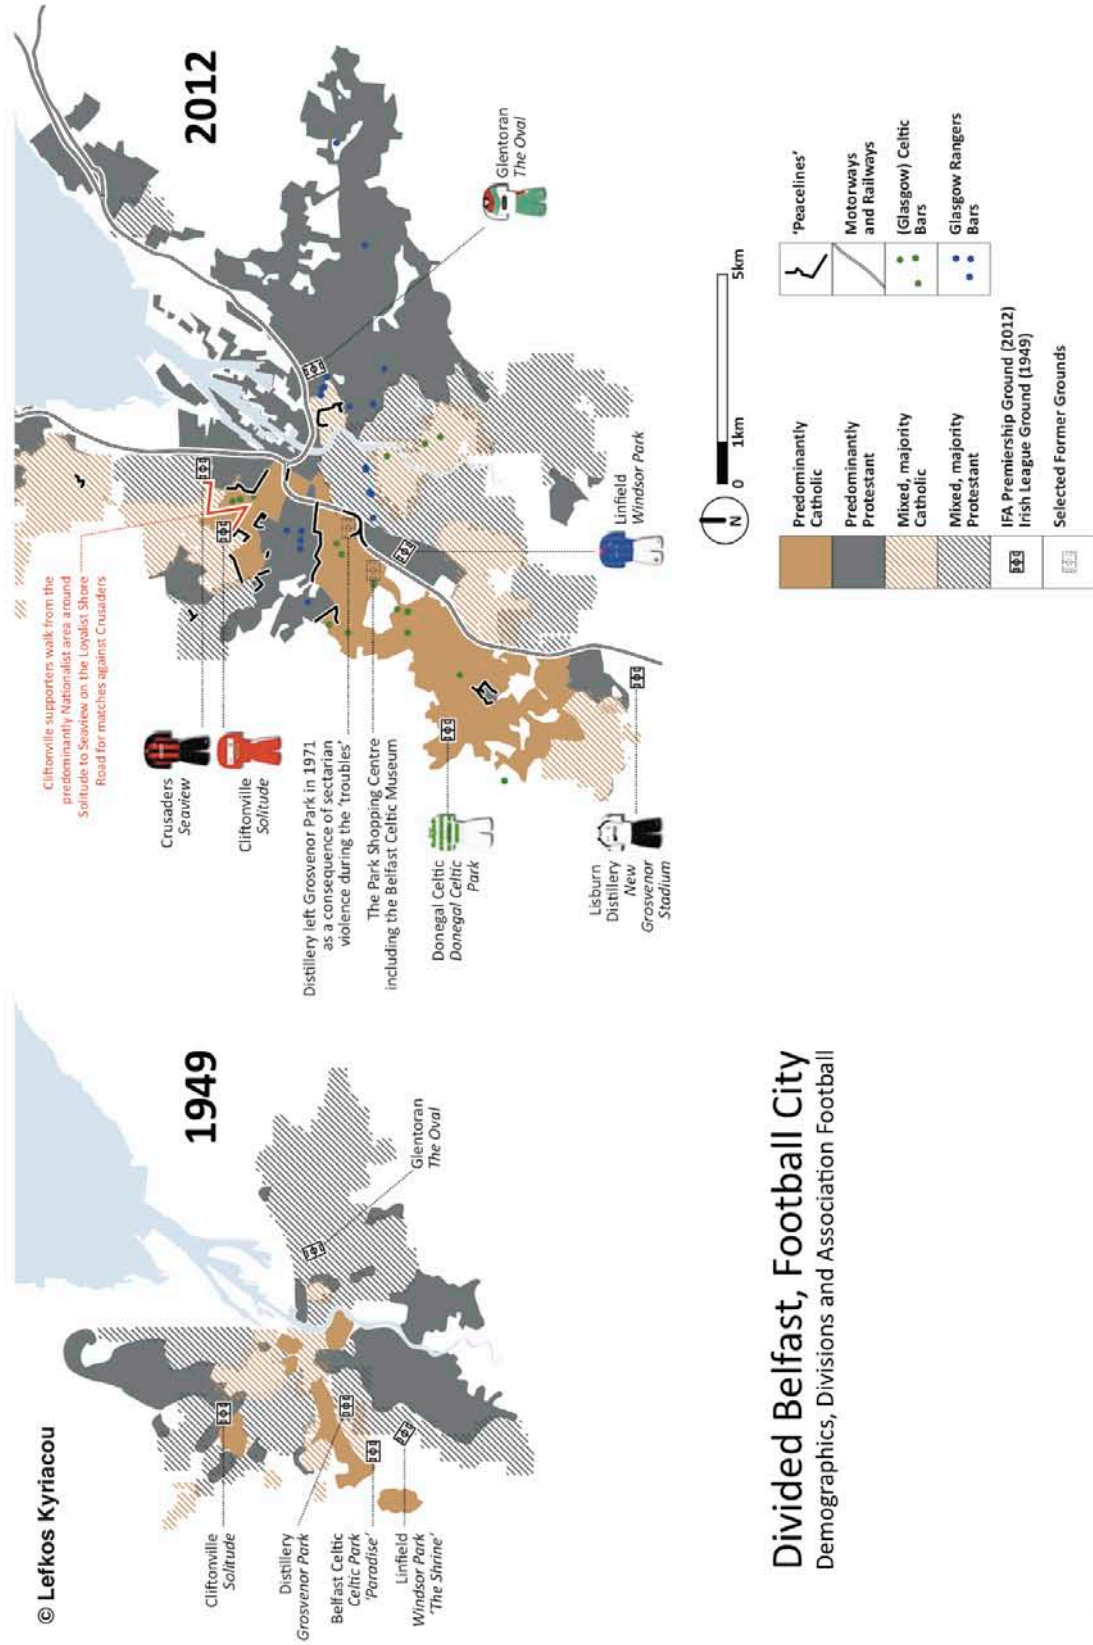 © Lefkos Kyriacou
1949
Cliftonville
Solitude
Distillery
Grosvenor Park
Belfast Celtic
Celtic Park
'Paradise'
Linfield
Windsor Park
'The Shrine'
Glentoran
The Oval
2012
Cliftonville supporters walk from the
predominantly Nationalist area around
Solitude to Seaview on the Loyalist Shore
Road for matches against Crusaders
Crusaders
Seaview
Cliftonville
Solitude
Distillery left Grosvenor Park in 1971
as a consequence of sectarian
violence during the 'troubles'
The Park Shopping Centre
including the Belfast Celtic Museum
Donegal Celtic
Donegal Celtic
Park
Lisburn
Distillery
New
Grosvenor
Stadium
Linfield
Windsor Park
Glentoran
The Oval
Divided Belfast, Football City
Demographics, Divisions and Association Football
N
0
1km
5km
Predominantly
Catholic
Predominantly
Protestant
Mixed, majority
Catholic
Mixed, majority
Protestant
IFA Premiership Ground (2012)
Irish League Ground (1949)
Selected Former Grounds
'Peacelines'
Motorways
and Railways
(Glasgow) Celtic
Bars
Glasgow Rangers
Bars